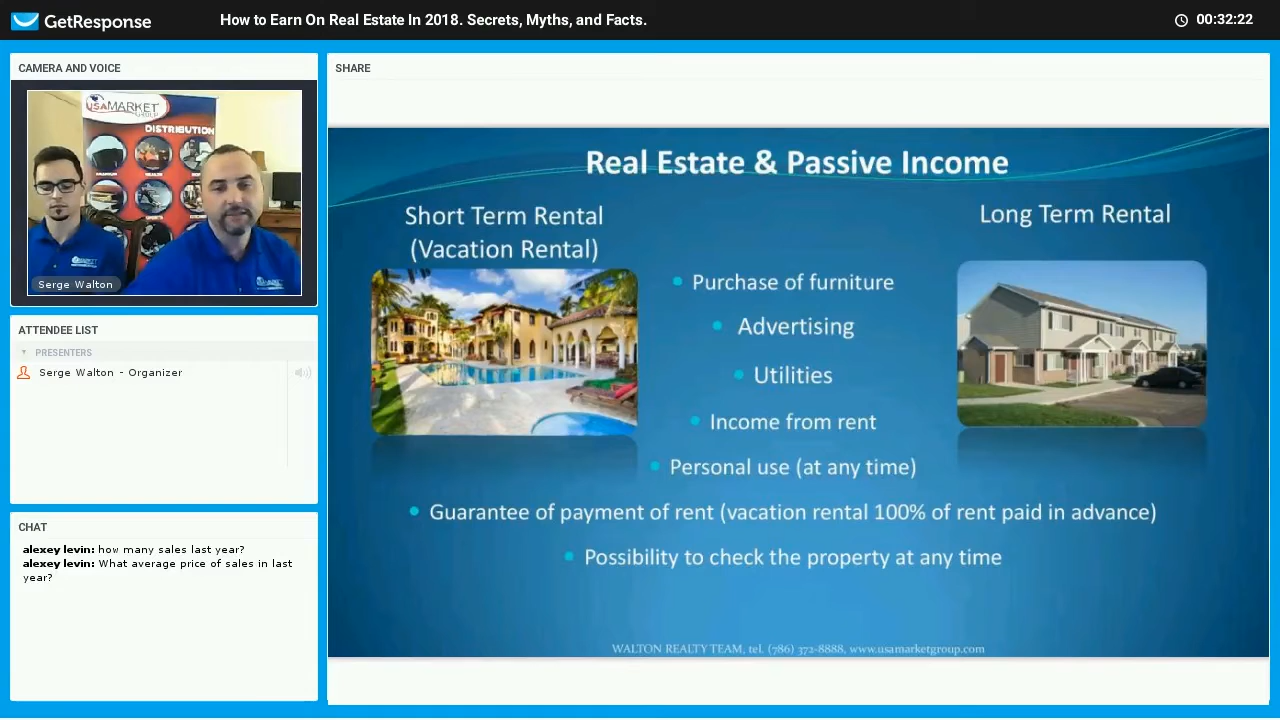 GetResponse
How to Earn On Real Estate In 2018. Secrets, Myths, and Facts.
00:32:22
CAMERA AND VOICE
USAMARKET
GROUP
DISTRIBUTION
Serge Walton
ATTENDEE LIST
PRESENTERS
Serge Walton - Organizer
CHAT
alexey levin: how many sales last year?
alexey levin: What average price of sales in last
year?
SHARE
Real Estate & Passive Income
Short Term Rental
(Vacation Rental)
Long Term Rental
• Purchase of furniture
• Advertising
• Utilities
• Income from rent
• Personal use (at any time)
• Guarantee of payment of rent (vacation rental 100% of rent paid in advance)
• Possibility to check the property at any time
WALTON REALTY TEAM, tel. (786) 372-8888, www.usamarketgroup.com